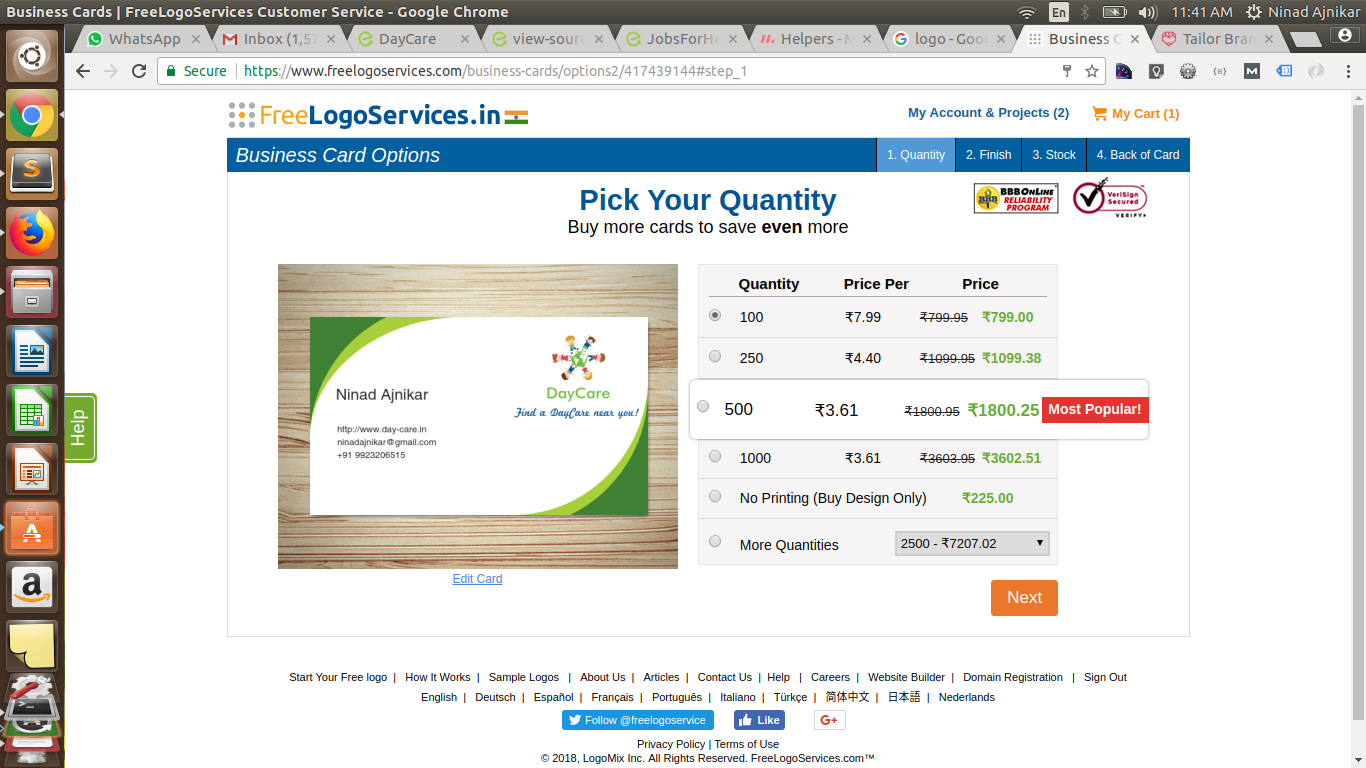 Business Cards | FreeLogoServices Customer Service - Google Chrome
En
11:41 AM
Ninad Ajnikar
WhatsApp
Inbox (1,57
DayCare
view-sour
JobsForHe
Helpers - M
logo - Goo
Business C
Tailor Bran
Secure
https://www.freelogoservices.com/business-cards/options2/417439144#step_1
FreeLogoServices.in
My Account & Projects (2)
My Cart (1)
Business Card Options
1. Quantity
2. Finish
3. Stock
4. Back of Card
Pick Your Quantity
Buy more cards to save even more
BBB
BBBONLINE
RELIABILITY
PROGRAM
VeriSign
Secured
VERIFY
Quantity Price Per Price
100 ₹7.99 ₹799.95 ₹799.00
250 ₹4.40 ₹1099.95 ₹1099.38
500 ₹3.61 ₹1800.95 ₹1800.25 Most Popular!
1000 ₹3.61 ₹3603.95 ₹3602.51
No Printing (Buy Design Only) ₹225.00
More Quantities 2500 - ₹7207.02
Next
Ninad Ajnikar
DayCare
Find a DayCare near you!
http://www.day-care.in
ninadajnikar@gmail.com
+91 9923206515
Edit Card
Help
Start Your Free logo | How It Works | Sample Logos | About Us | Articles | Contact Us | Help | Careers | Website Builder | Domain Registration | Sign Out
English | Deutsch | Español | Français | Português | Italiano | Türkçe | 简体中文 | 日本語 | Nederlands
Follow @freelogoservice
Like
G+
Privacy Policy | Terms of Use
© 2018, LogoMix Inc. All Rights Reserved. FreeLogoServices.com™